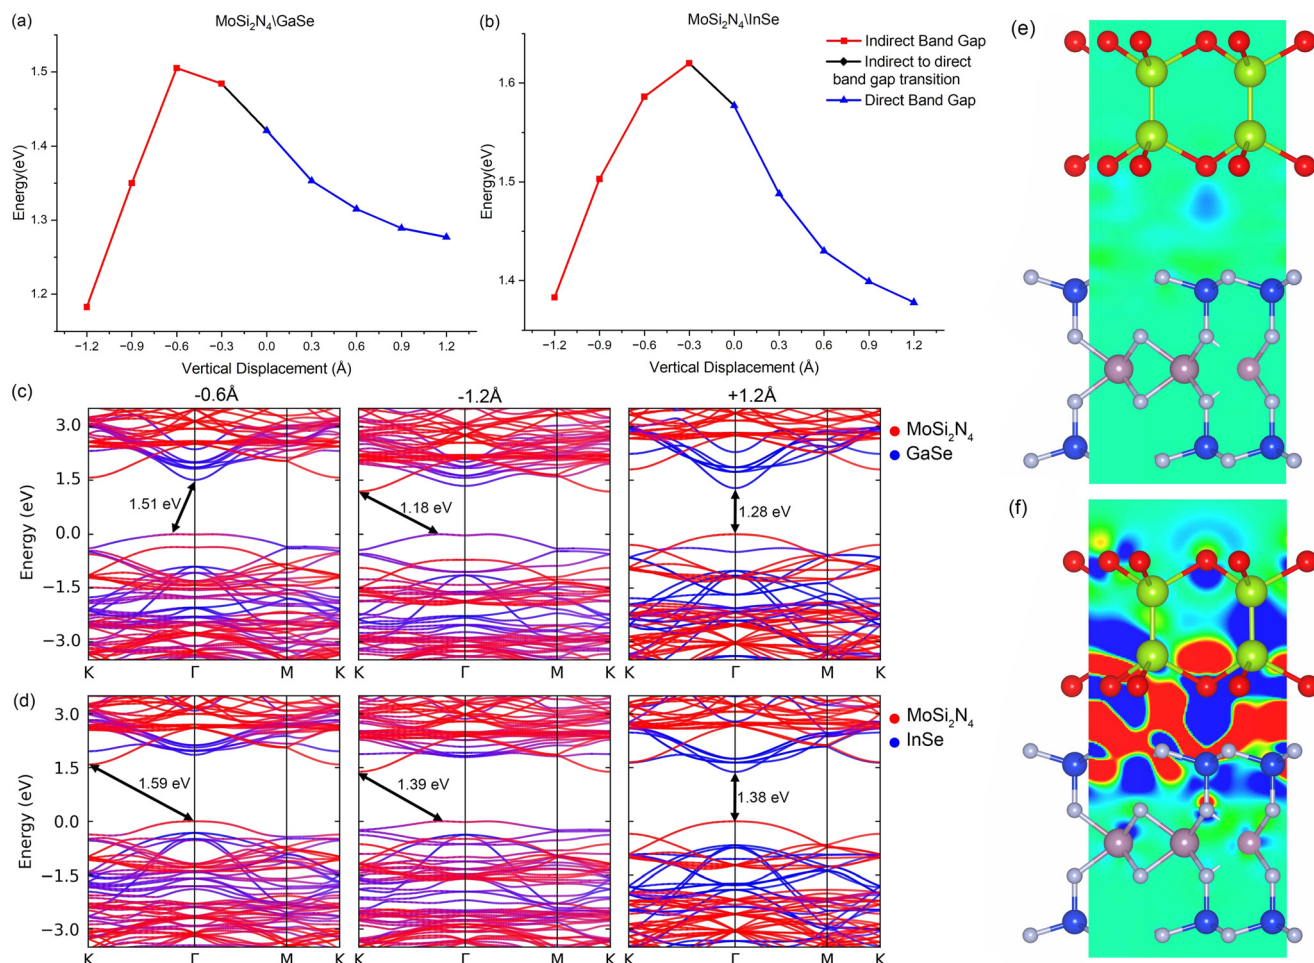 (a)
MoSi₂N₄\GaSe
Energy(eV)
1.5
1.4
1.3
1.2
−1.2 −0.9 −0.6 −0.3 0.0 0.3 0.6 0.9 1.2
Vertical Displacement (Å)
(b)
MoSi₂N₄\InSe
Energy(eV)
1.6
1.5
1.4
−1.2 −0.9 −0.6 −0.3 0.0 0.3 0.6 0.9 1.2
Vertical Displacement (Å)
Indirect Band Gap
Indirect to direct
band gap transition
Direct Band Gap
(c)
-0.6Å
-1.2Å
+1.2Å
Energy (eV)
3.0
1.5
0.0
−1.5
−3.0
1.51 eV
1.18 eV
1.28 eV
K Γ M K
K Γ M K
K Γ M K
MoSi₂N₄
GaSe
(d)
Energy (eV)
3.0
1.5
0.0
−1.5
−3.0
1.59 eV
1.39 eV
1.38 eV
K Γ M K
K Γ M K
K Γ M K
MoSi₂N₄
InSe
(e)
(f)